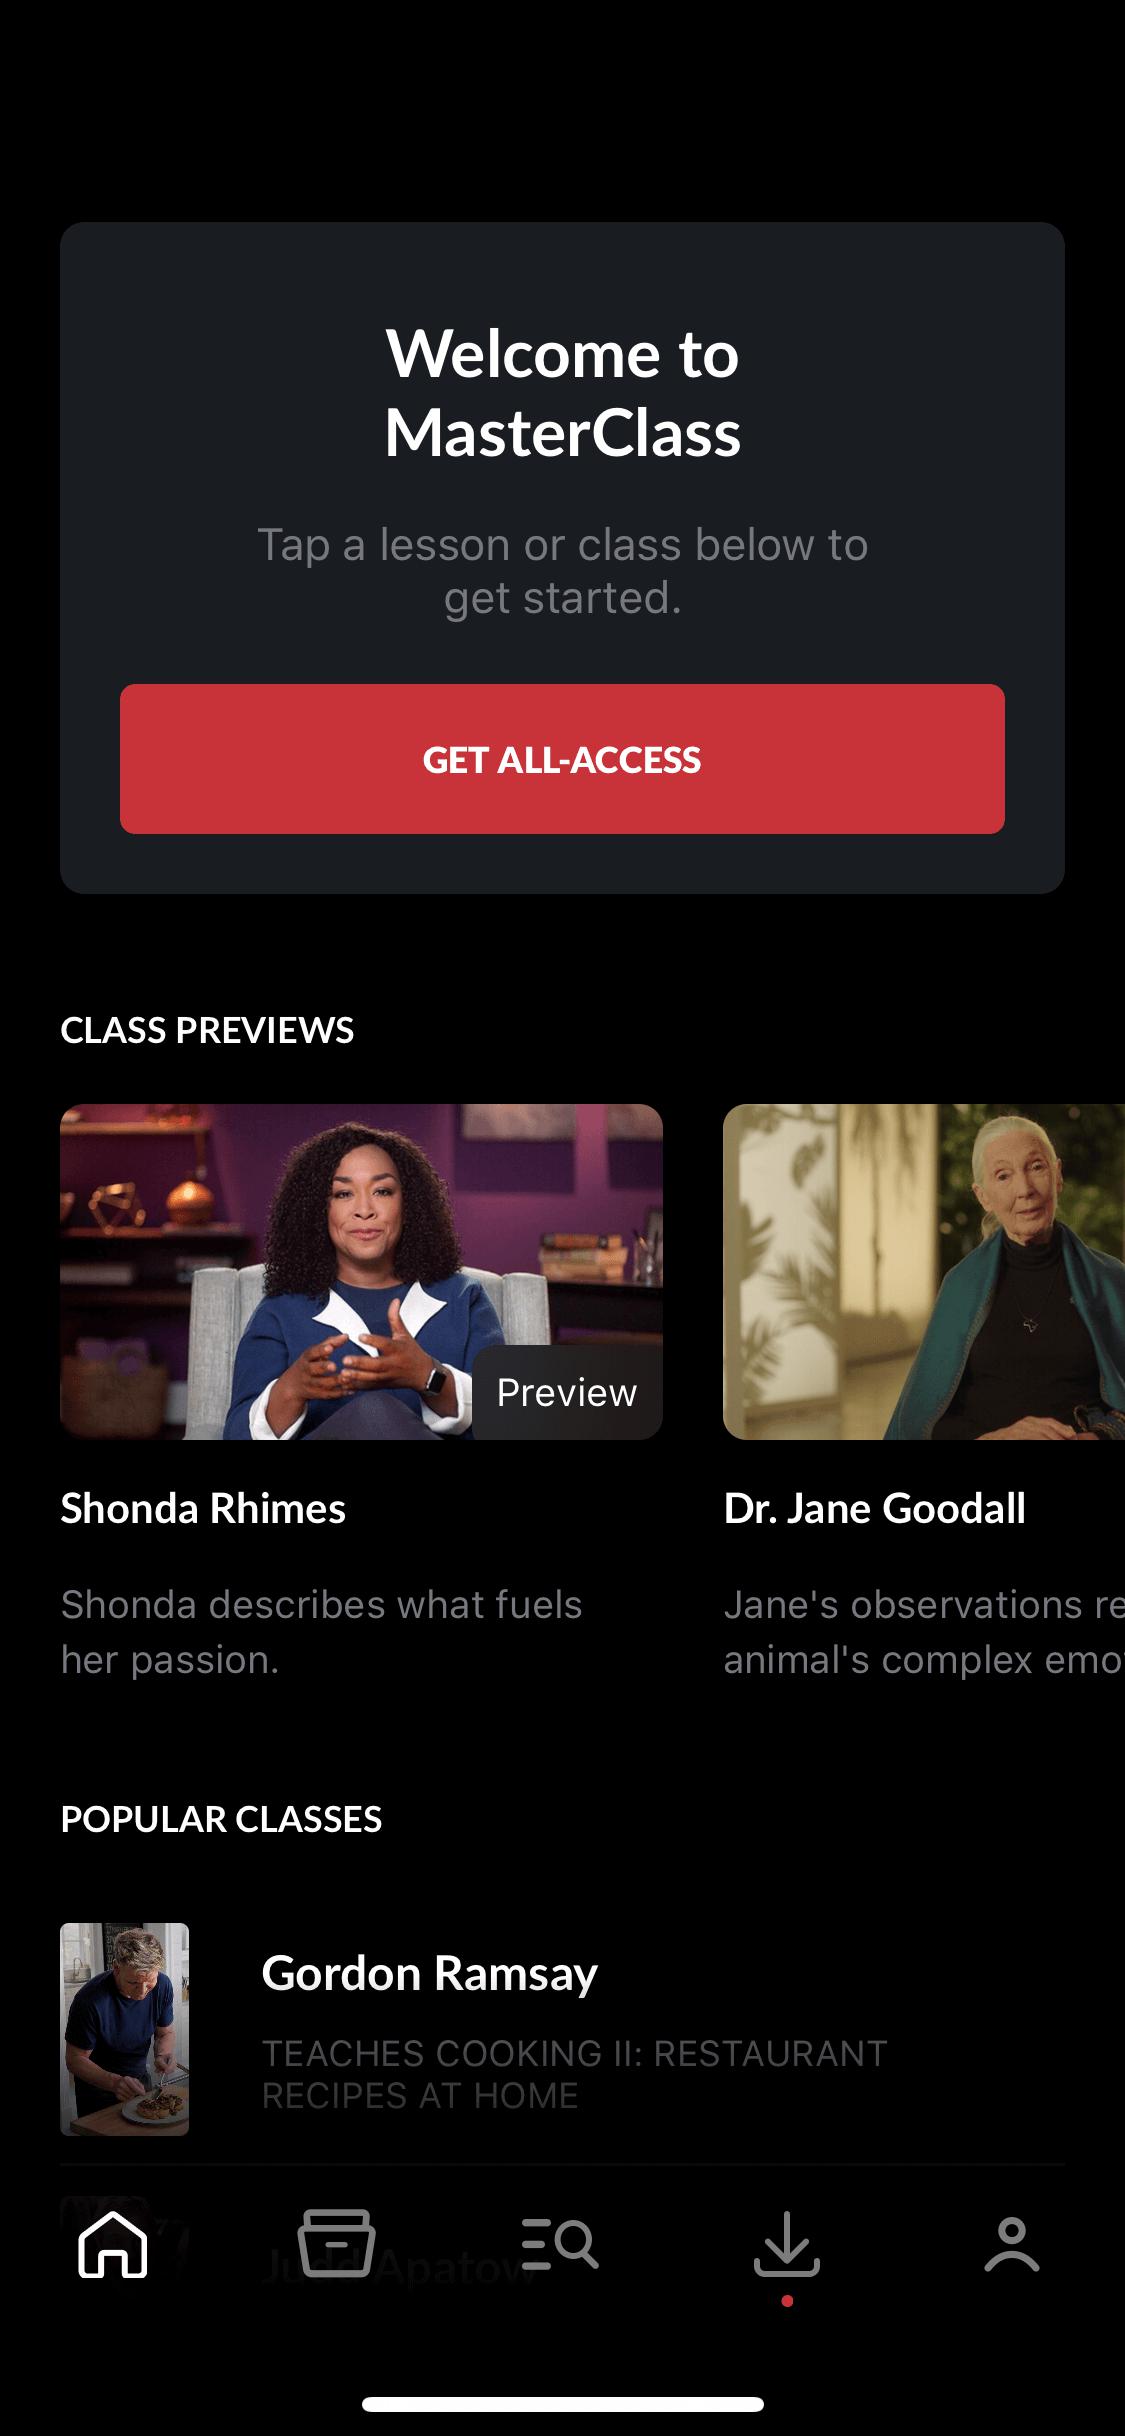 Welcome to
MasterClass
Tap a lesson or class below to
get started.
GET ALL-ACCESS
CLASS PREVIEWS
Preview
Shonda Rhimes
Shonda describes what fuels
her passion.
Dr. Jane Goodall
Jane's observations re
animal's complex emo
POPULAR CLASSES
Gordon Ramsay
TEACHES COOKING II: RESTAURANT
RECIPES AT HOME
Judd Apatow